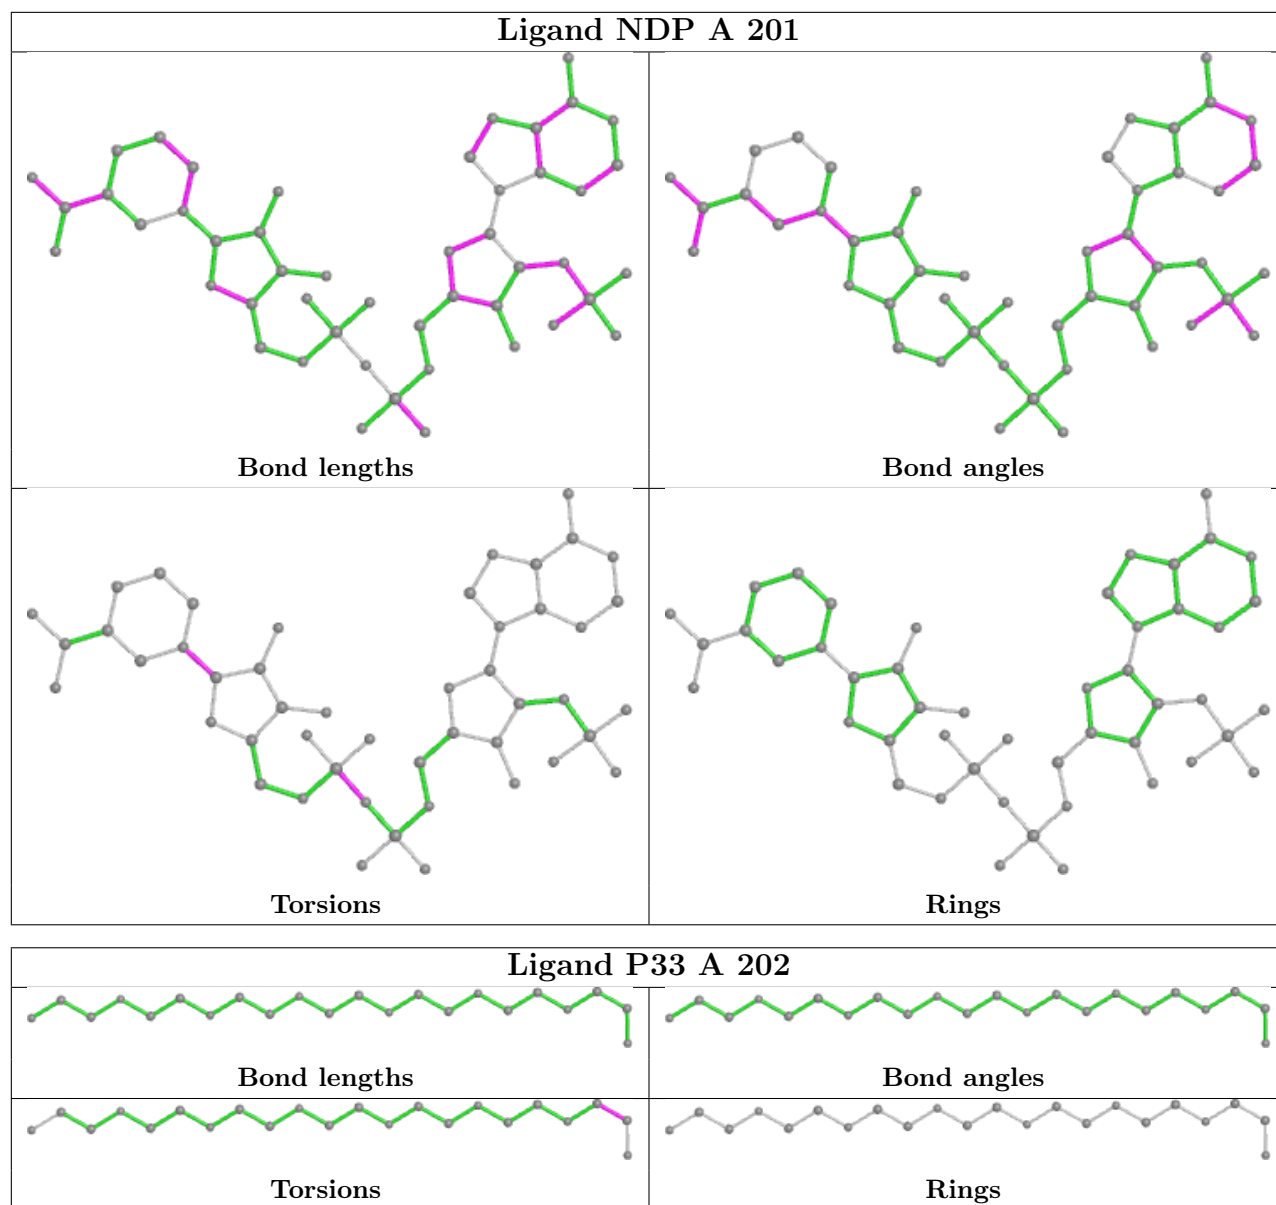 Ligand NDP A 201
Bond lengths
Bond angles
Torsions
Rings
Ligand P33 A 202
Bond lengths
Bond angles
Torsions
Rings